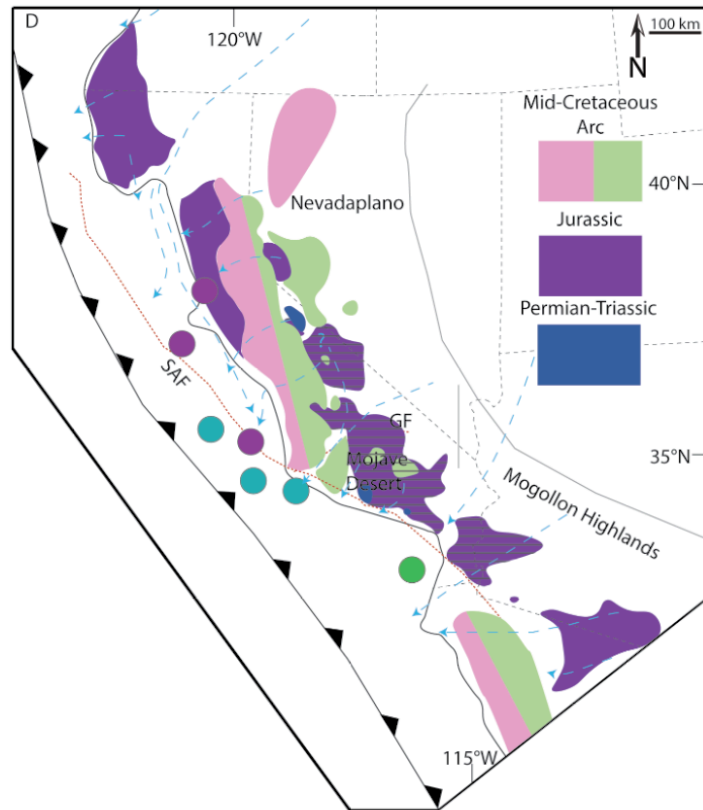 D
120°W
100 km
N
Mid-Cretaceous
Arc
40°N
Nevadaplano
Jurassic
Permian-Triassic
?
SAF
GF
35°N
Mojave
Desert
Mogollon Highlands
115°W